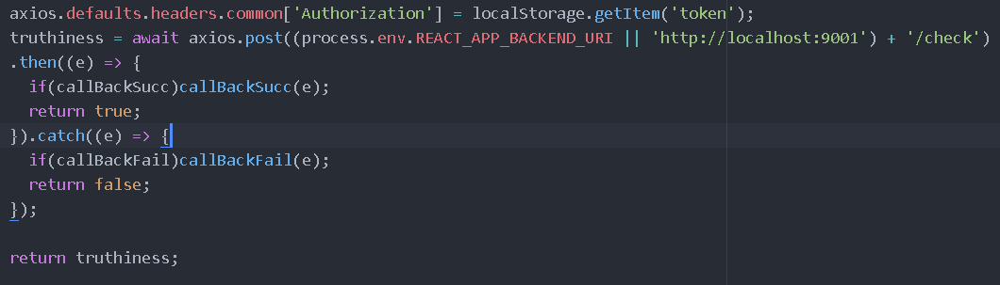 axios.defaults.headers.common['Authorization'] = localStorage.getItem('token');
truthiness = await axios.post((process.env.REACT_APP_BACKEND_URI || 'http://localhost:9001') + '/check')
.then((e) => {
  if(callBackSucc)callBackSucc(e);
  return true;
}).catch((e) => {
  if(callBackFail)callBackFail(e);
  return false;
});

return truthiness;